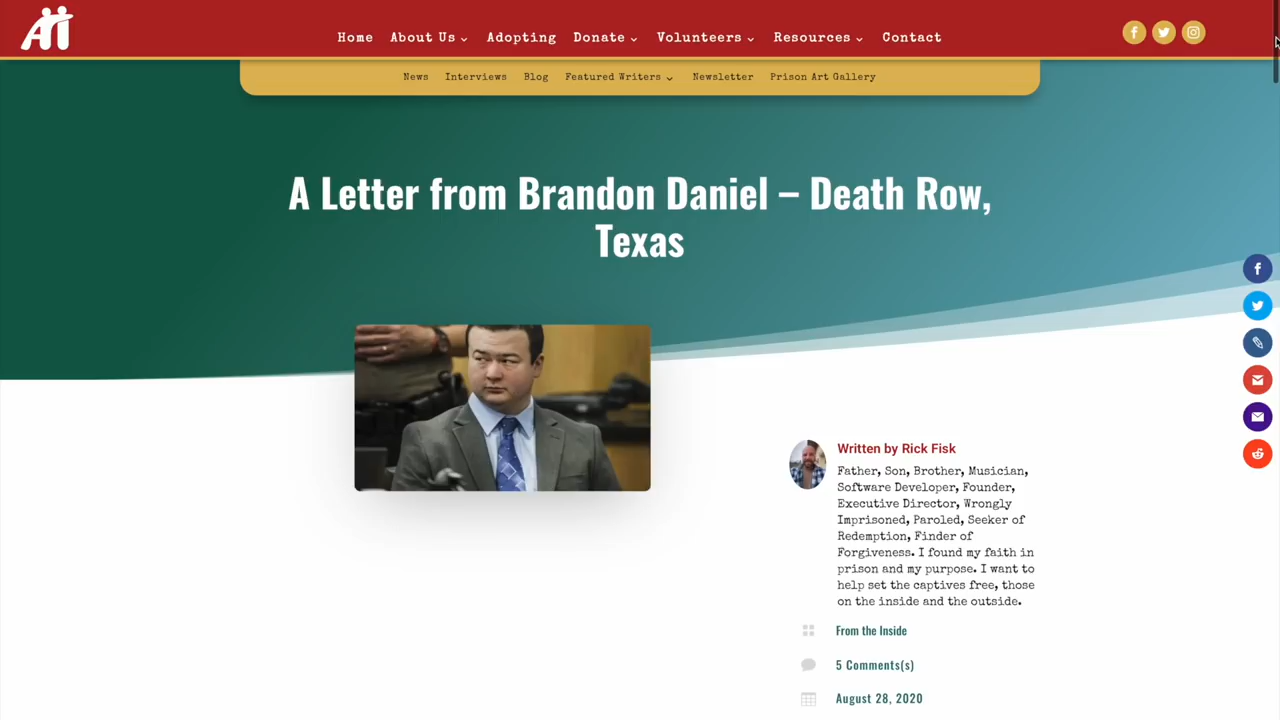 AI
Home About Us Adopting Donate Volunteers Resources Contact
News Interviews Blog Featured Writers Newsletter Prison Art Gallery
A Letter from Brandon Daniel – Death Row,
Texas
Written by Rick Fisk
Father, Son, Brother, Musician,
Software Developer, Founder,
Executive Director, Wrongly
Imprisoned, Paroled, Seeker of
Redemption, Finder of
Forgiveness. I found my faith in
prison and my purpose. I want to
help set the captives free, those
on the inside and the outside.
From the Inside
5 Comments(s)
August 28, 2020